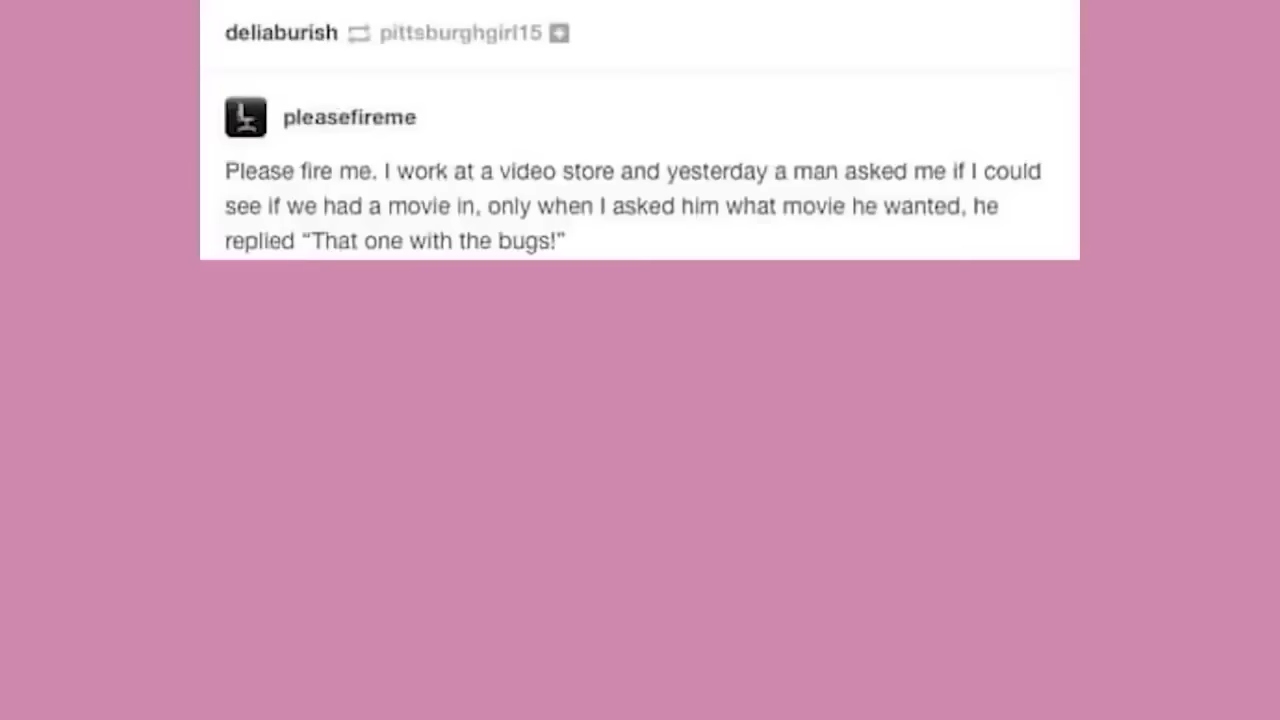 deliaburish pittsburghgirl15
pleasefireme
Please fire me. I work at a video store and yesterday a man asked me if I could
see if we had a movie in, only when I asked him what movie he wanted, he
replied “That one with the bugs!”